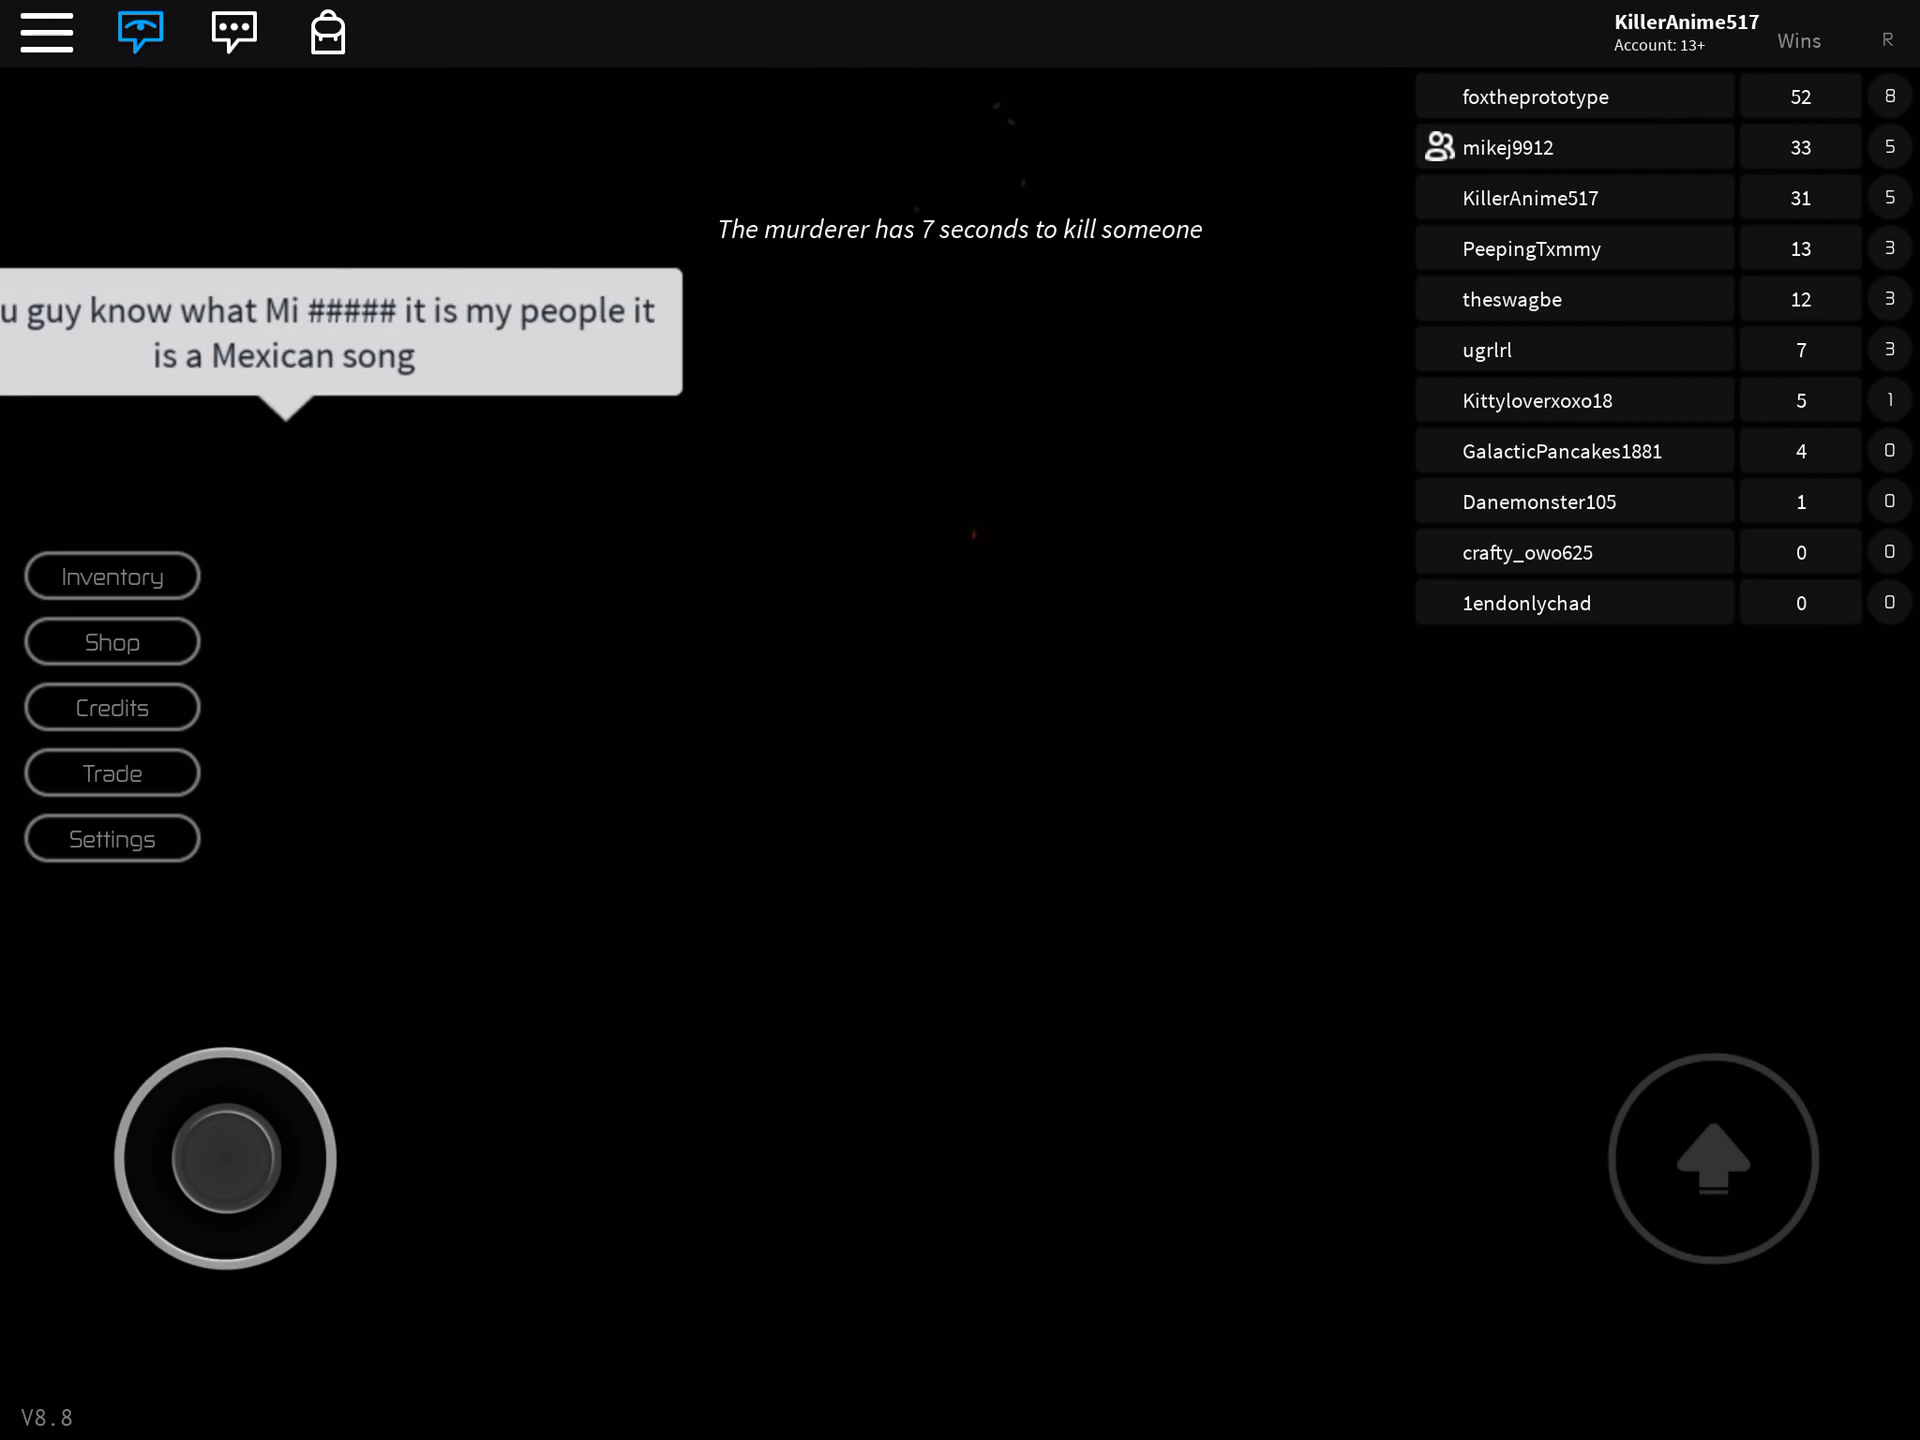 KillerAnime517
Account: 13+
Wins
R
foxtheprototype 52 8
mikej9912 33 5
KillerAnime517 31 5
PeepingTxmmy 13 3
theswagbe 12 3
ugrlrl 7 3
Kittyloverxoxo18 5 1
GalacticPancakes1881 4 0
Danemonster105 1 0
crafty_owo625 0 0
1endonlychad 0 0
The murderer has 7 seconds to kill someone
u guy know what Mi ##### it is my people it
is a Mexican song
Inventory
Shop
Credits
Trade
Settings
V8.8